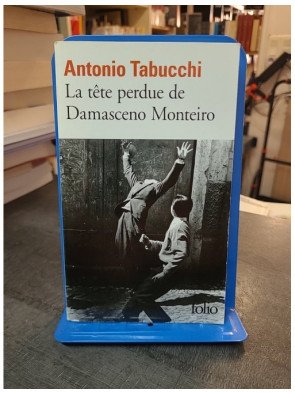 Antonio Tabucchi
La tête perdue de
Damasceno Monteiro
folio